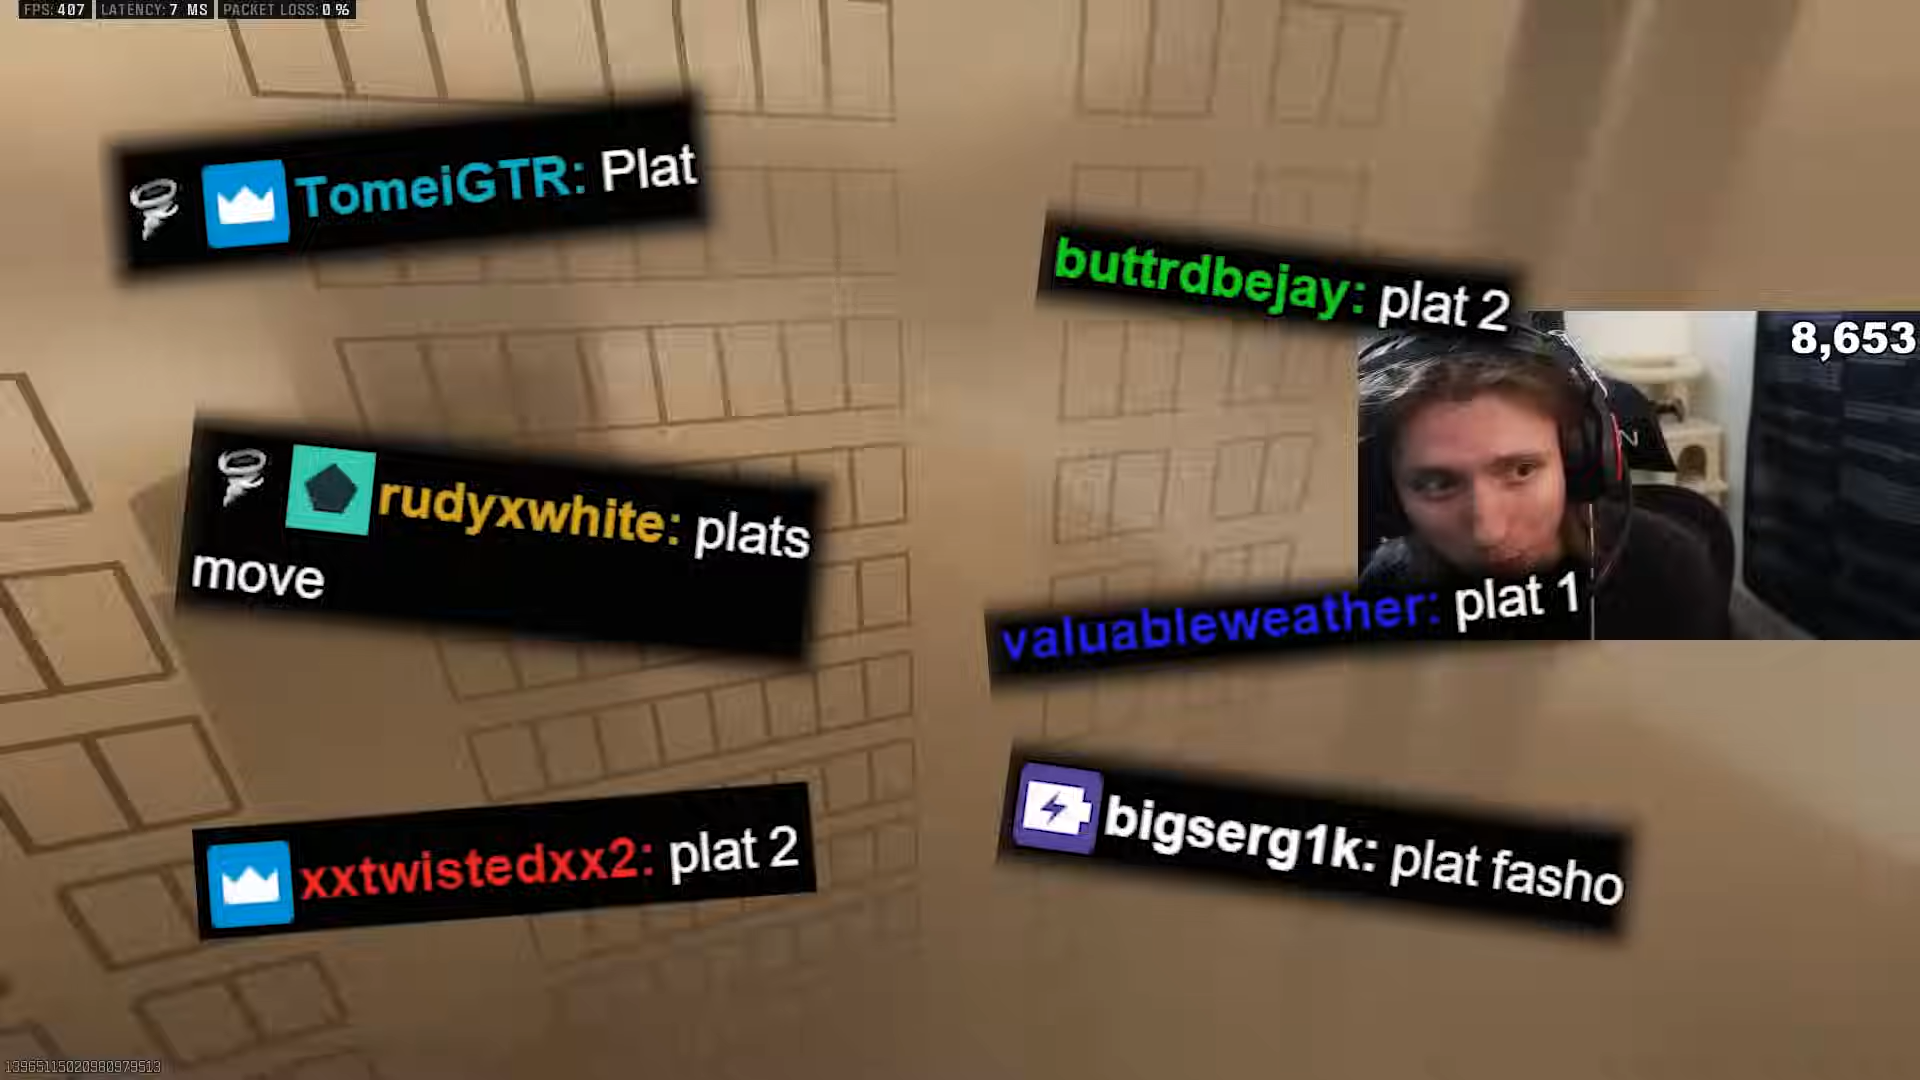 FPS: 407 LATENCY: 7 MS PACKET LOSS: 0 %
TomeiGTR: Plat
buttrdbejay: plat 2
8,653
N
rudyxwhite: plats
move
valuableweather: plat 1
xxtwistedxx2: plat 2
bigserg1k: plat fasho
13965115020980979513